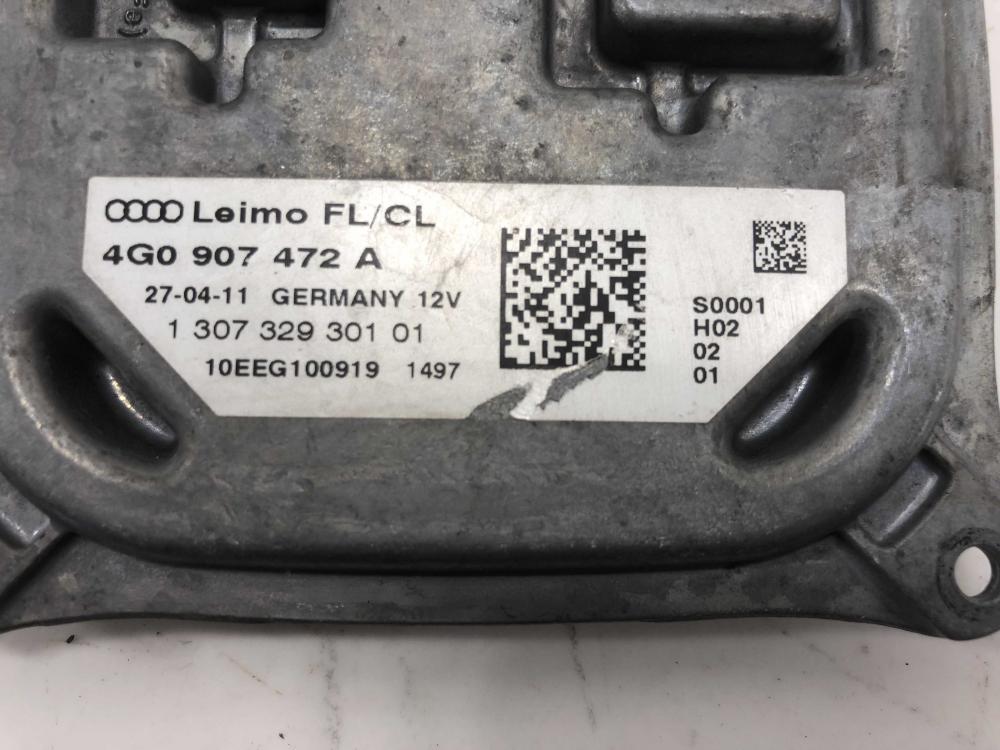 Leimo FL/CL
4G0 907 472 A
27-04-11 GERMANY 12V
1 307 329 301 01
10EEG100919 1497
S0001
H02
02
01